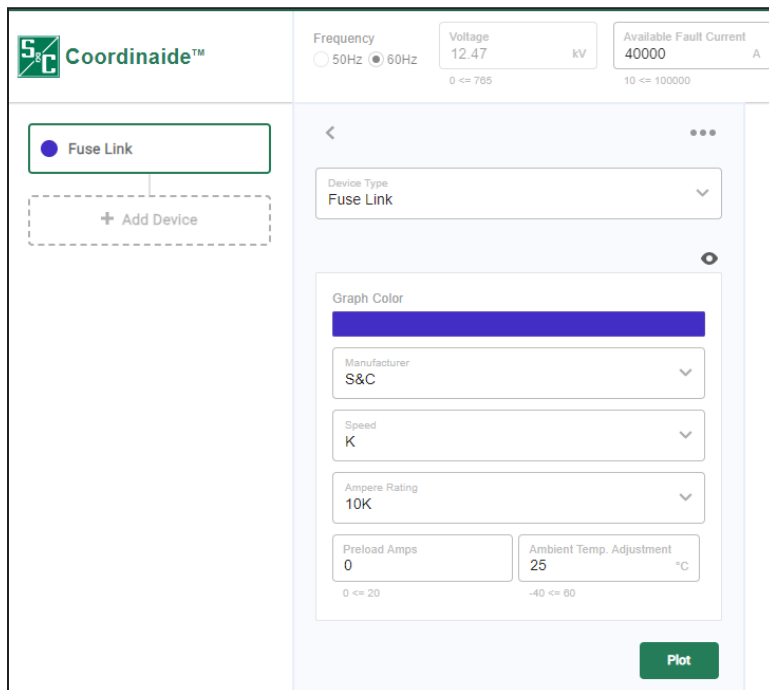 S&C Coordinaide™
Frequency
50Hz 60Hz
Voltage
12.47 kV
0 <= 765
Available Fault Current
40000 A
10 <= 100000
Fuse Link
+ Add Device
Device Type
Fuse Link
Graph Color
Manufacturer
S&C
Speed
K
Ampere Rating
10K
Preload Amps
0
0 <= 20
Ambient Temp. Adjustment
25 °C
-40 <= 60
Plot